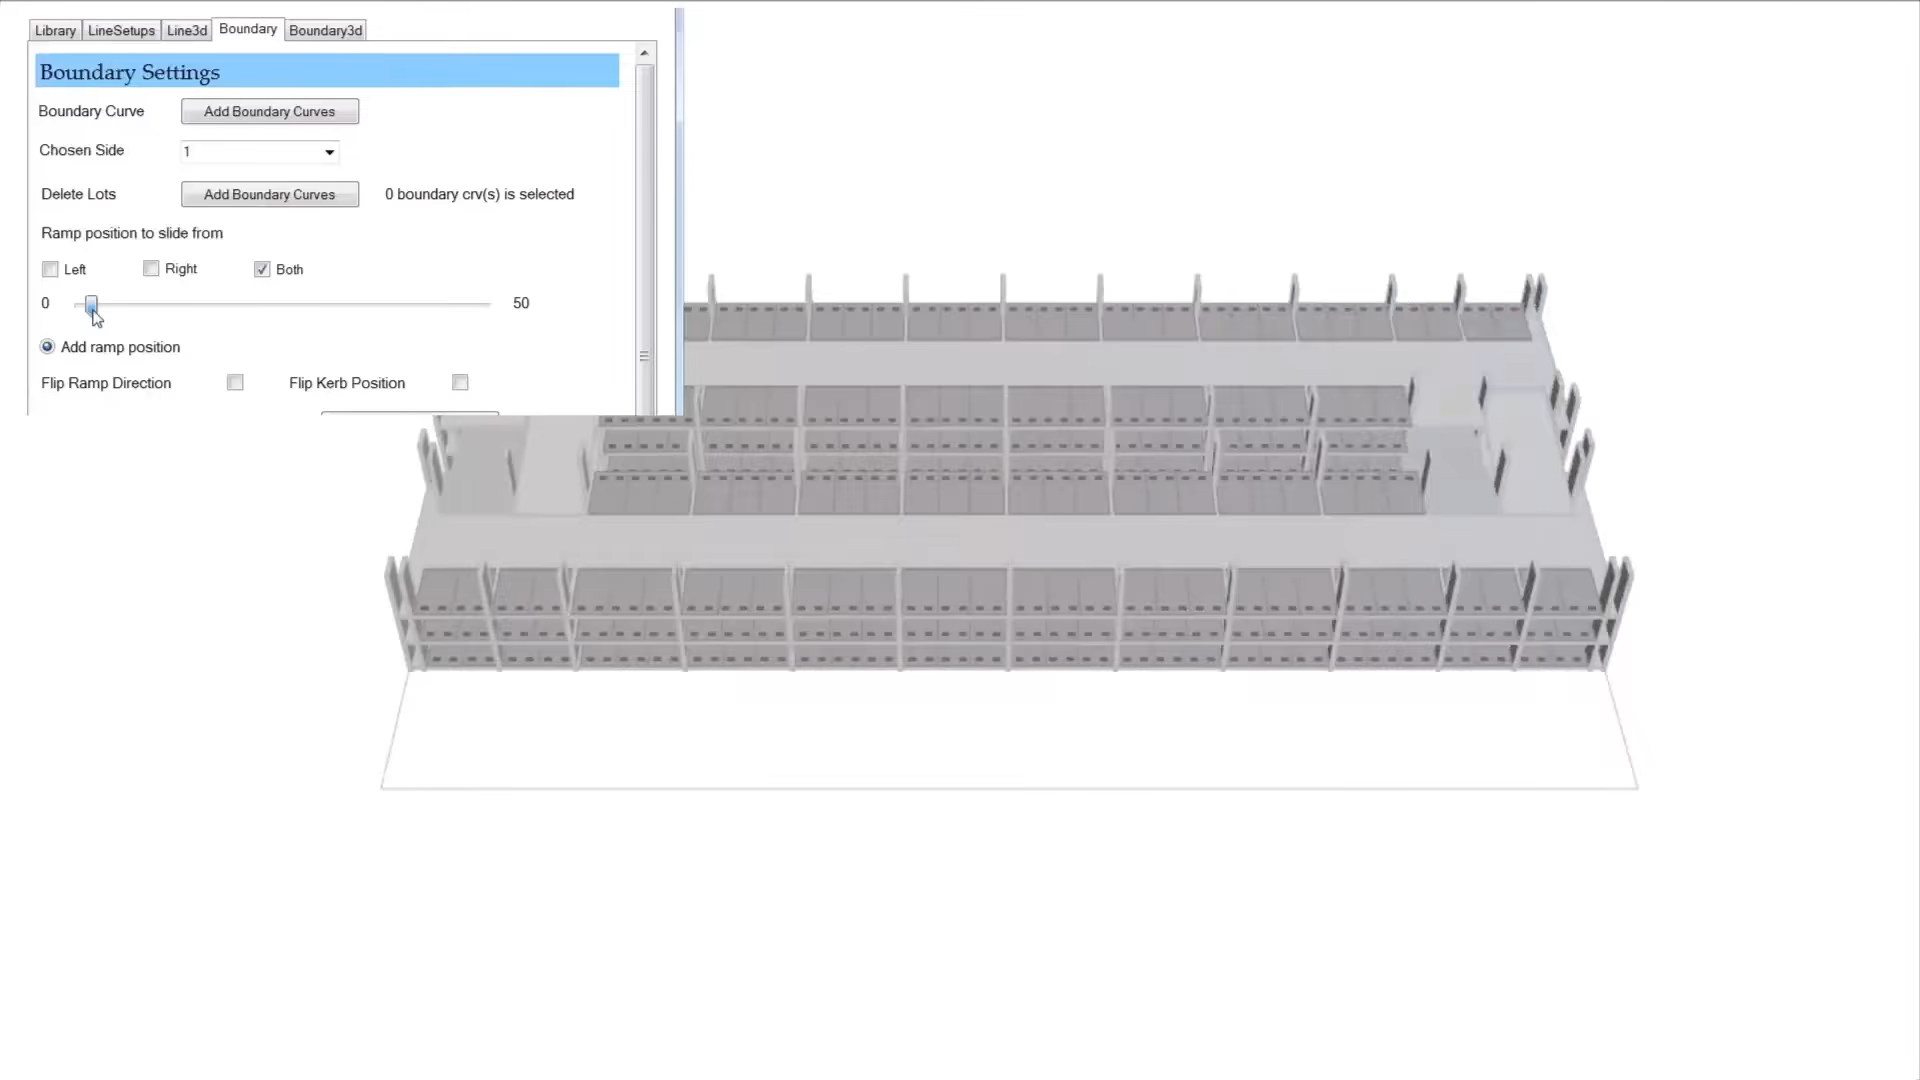 Library LineSetups Line3d Boundary Boundary3d
Boundary Settings
Boundary Curve Add Boundary Curves
Chosen Side 1
Delete Lots Add Boundary Curves 0 boundary crv(s) is selected
Ramp position to slide from
Left Right Both
0 50
Add ramp position
Flip Ramp Direction Flip Kerb Position